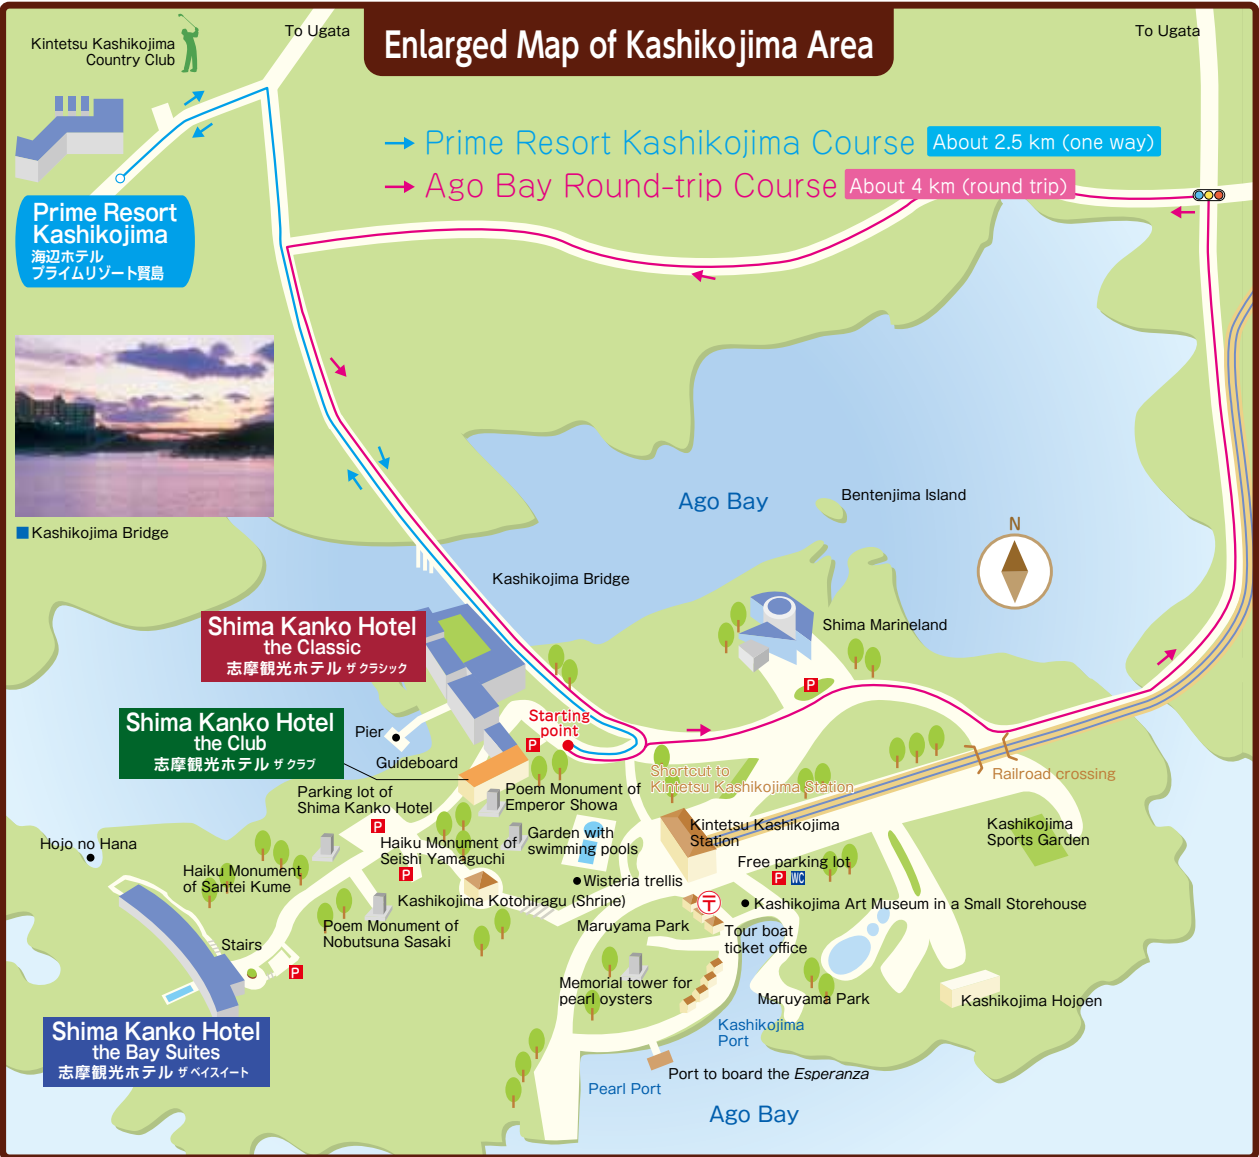 Enlarged Map of Kashikojima Area
Kintetsu Kashikojima
Country Club
To Ugata
To Ugata
Prime Resort Kashikojima Course
About 2.5 km (one way)
Ago Bay Round-trip Course
About 4 km (round trip)
Prime Resort
Kashikojima
海辺ホテル
プライムリゾート賢島
Kashikojima Bridge
Ago Bay
Bentenjima Island
N
Kashikojima Bridge
Shima Kanko Hotel
the Classic
志摩観光ホテル ザ クラシック
Shima Marineland
P
Shima Kanko Hotel
the Club
志摩観光ホテル ザ クラブ
Pier
Starting
point
P
Guideboard
Shortcut to
Kintetsu Kashikojima Station
Railroad crossing
Parking lot of
Shima Kanko Hotel
P
Poem Monument of
Emperor Showa
Kintetsu Kashikojima
Station
Kashikojima
Sports Garden
Hojo no Hana
Haiku Monument of
Seishi Yamaguchi
P
Garden with
swimming pools
Free parking lot
P
WC
Haiku Monument
of Santei Kume
Wisteria trellis
Kashikojima Kotohiragu (Shrine)
〒
Kashikojima Art Museum in a Small Storehouse
Poem Monument of
Nobutsuna Sasaki
Maruyama Park
Tour boat
ticket office
Stairs
P
Memorial tower for
pearl oysters
Maruyama Park
Kashikojima Hojoen
Shima Kanko Hotel
the Bay Suites
志摩観光ホテル ザ ベイスイート
Kashikojima
Port
Port to board the Esperanza
Pearl Port
Ago Bay